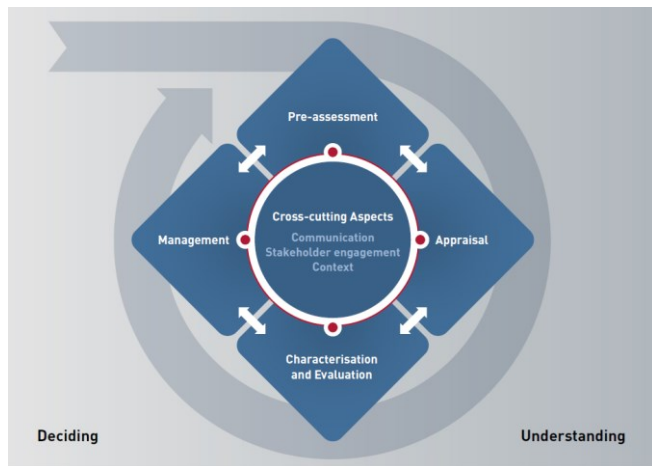 Pre-assessment
Cross-cutting Aspects
Communication
Stakeholder engagement
Context
Management
Appraisal
Characterisation
and Evaluation
Deciding
Understanding